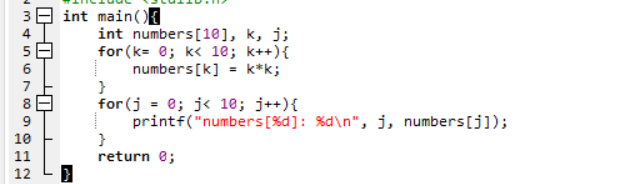 #include <stdlib.h>
3 int main(){
4 int numbers[10], k, j;
5 for(k= 0; k< 10; k++){
6 numbers[k] = k*k;
7 }
8 for(j = 0; j< 10; j++){
9 printf("numbers[%d]: %d\n", j, numbers[j]);
10 }
11 return 0;
12 }